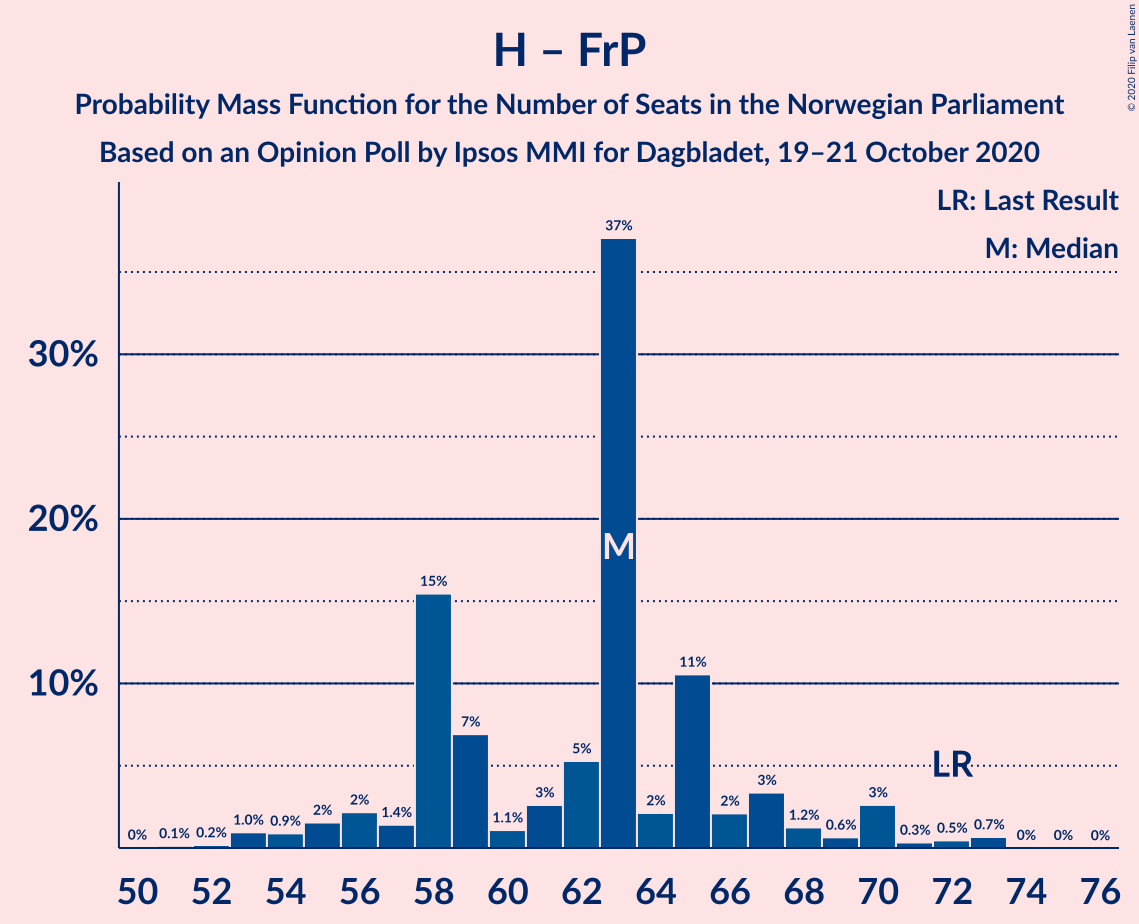 H – FrP
Probability Mass Function for the Number of Seats in the Norwegian Parliament
Based on an Opinion Poll by Ipsos MMI for Dagbladet, 19–21 October 2020
© 2020 Filip van Laenen
LR: Last Result
M: Median
30%
20%
10%
0% 0.1% 0.2% 1.0% 0.9% 2% 2% 1.4% 15% 7% 1.1% 3% 5% 37% 2% 11% 2% 3% 1.2% 0.6% 3% 0.3% 0.5% 0.7% 0% 0% 0%
M
LR
50 52 54 56 58 60 62 64 66 68 70 72 74 76